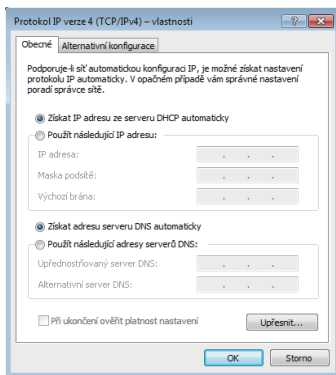 Protokol IP verze 4 (TCP/IPv4) – vlastnosti
Obecné
Alternativní konfigurace
Podporuje-li síť automatickou konfiguraci IP, je možné získat nastavení
protokolu IP automaticky. V opačném případě vám správné nastavení
poradí správce sítě.
Získat IP adresu ze serveru DHCP automaticky
Použít následující IP adresu:
IP adresa:
Maska podsítě:
Výchozí brána:
Získat adresu serveru DNS automaticky
Použít následující adresy serverů DNS:
Upřednostňovaný server DNS:
Alternativní server DNS:
Při ukončení ověřit platnost nastavení
Upřesnit...
OK
Storno